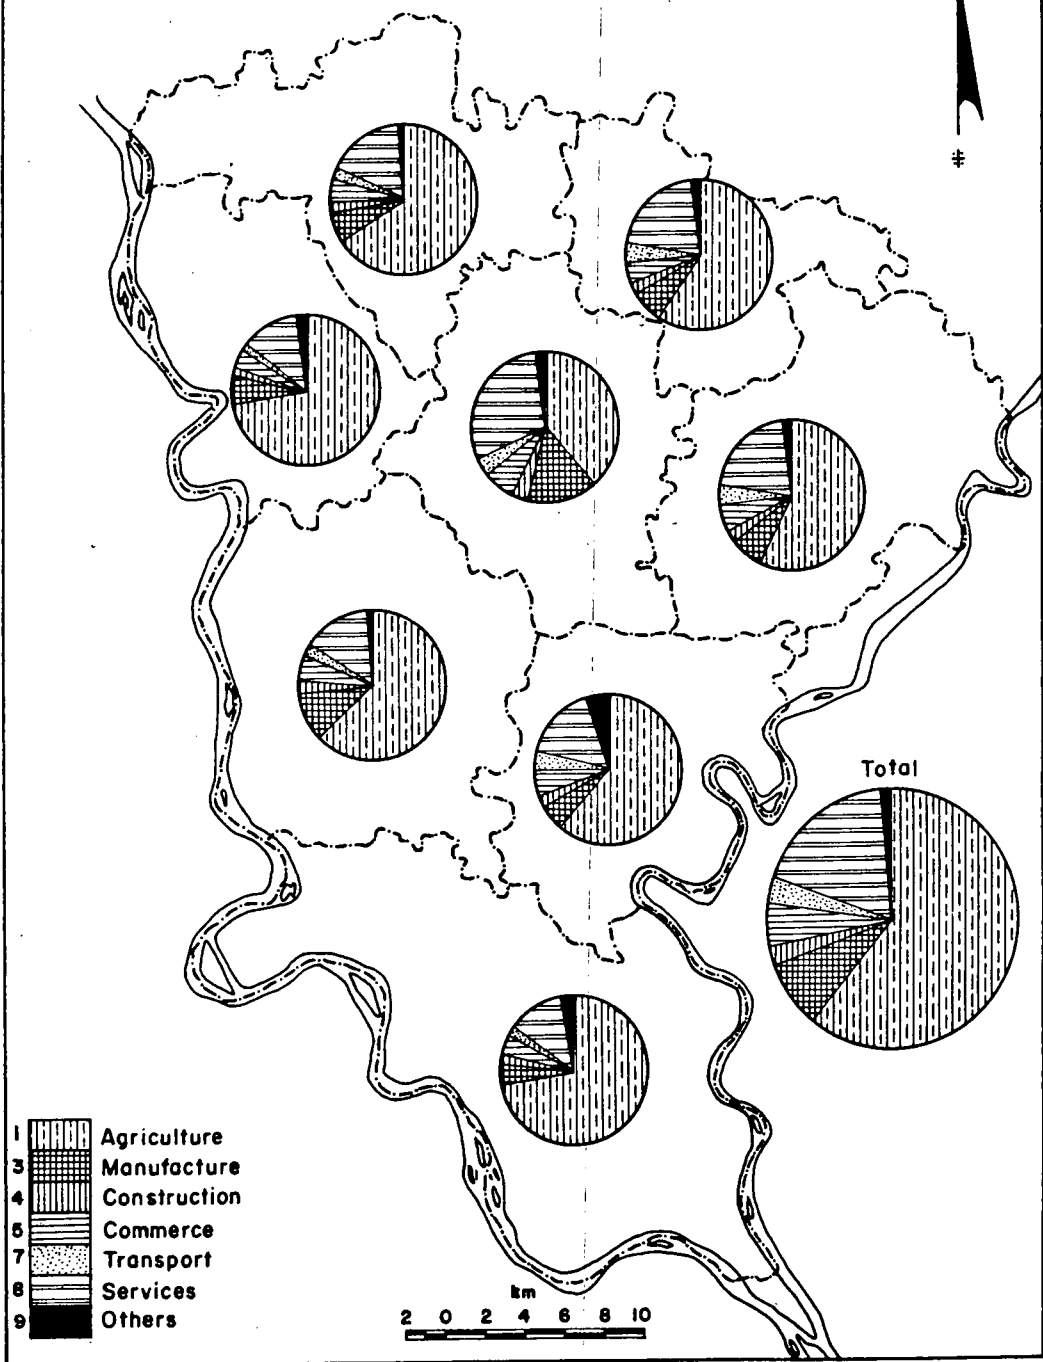 Total
1 Agriculture
3 Manufacture
4 Construction
5 Commerce
7 Transport
8 Services
9 Others
km
2 0 2 4 6 8 10